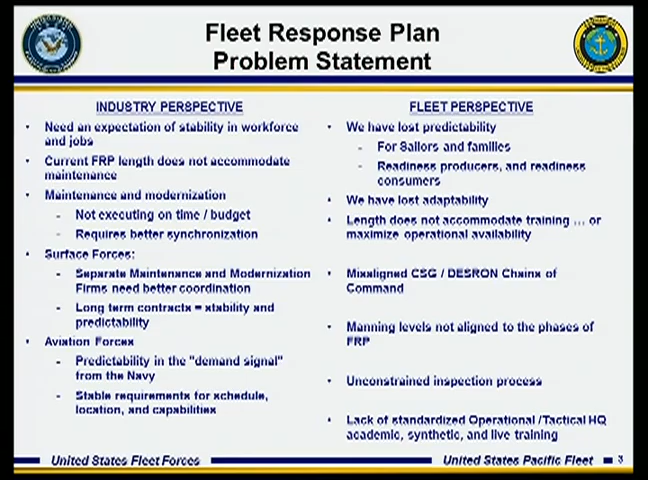 Fleet Response Plan
Problem Statement
INDUSTRY PERSPECTIVE
• Need an expectation of stability in workforce
and jobs
• Current FRP length does not accommodate
maintenance
• Maintenance and modernization
- Not executing on time / budget
- Requires better synchronization
• Surface Forces:
- Separate Maintenance and Modernization
Firms need better coordination
- Long term contracts = stability and
predictability
• Aviation Forces
- Predictability in the "demand signal"
from the Navy
- Stable requirements for schedule,
location, and capabilities
FLEET PERSPECTIVE
• We have lost predictability
- For Sailors and families
- Readiness producers, and readiness
consumers
• We have lost adaptability
• Length does not accommodate training ... or
maximize operational availability
• Misaligned CSG / DESRON Chains of
Command
• Manning levels not aligned to the phases of
FRP
• Unconstrained inspection process
• Lack of standardized Operational /Tactical HQ
academic, synthetic, and live training
United States Fleet Forces
United States Pacific Fleet
3